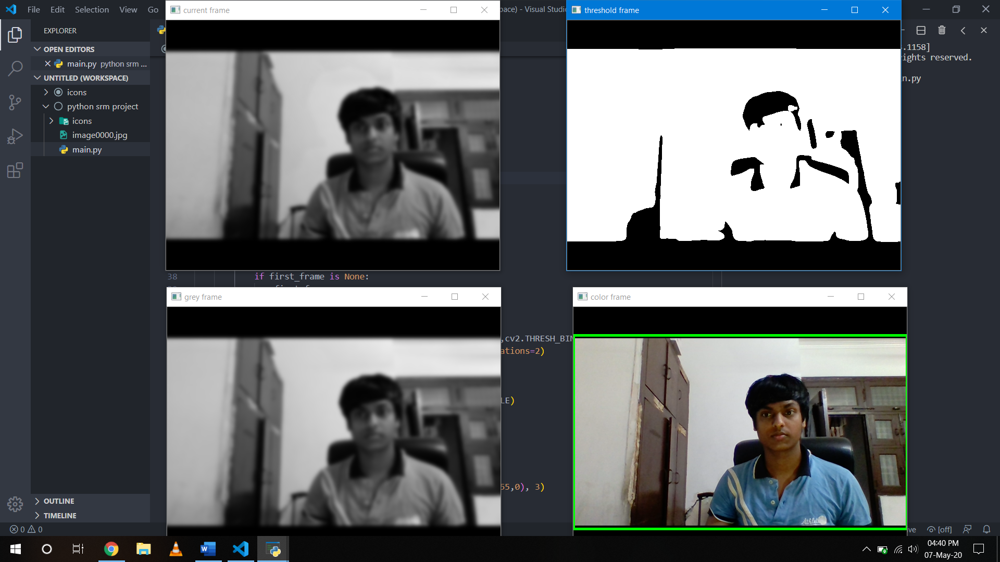 File Edit Selection View Go
pace) - Visual Studio
EXPLORER
OPEN EDITORS
main.py python srm ...
UNTITLED (WORKSPACE)
icons
python srm project
icons
image0000.jpg
main.py
OUTLINE
TIMELINE
0 0
current frame
threshold frame
.1158]
ights reserved.
n.py
38 if first_frame is None:
grey frame
color frame
,cv2.THRESH_BIN
ations=2)
LE)
55,0), 3)
Athlet
ve
[off]
04:40 PM
07-May-20